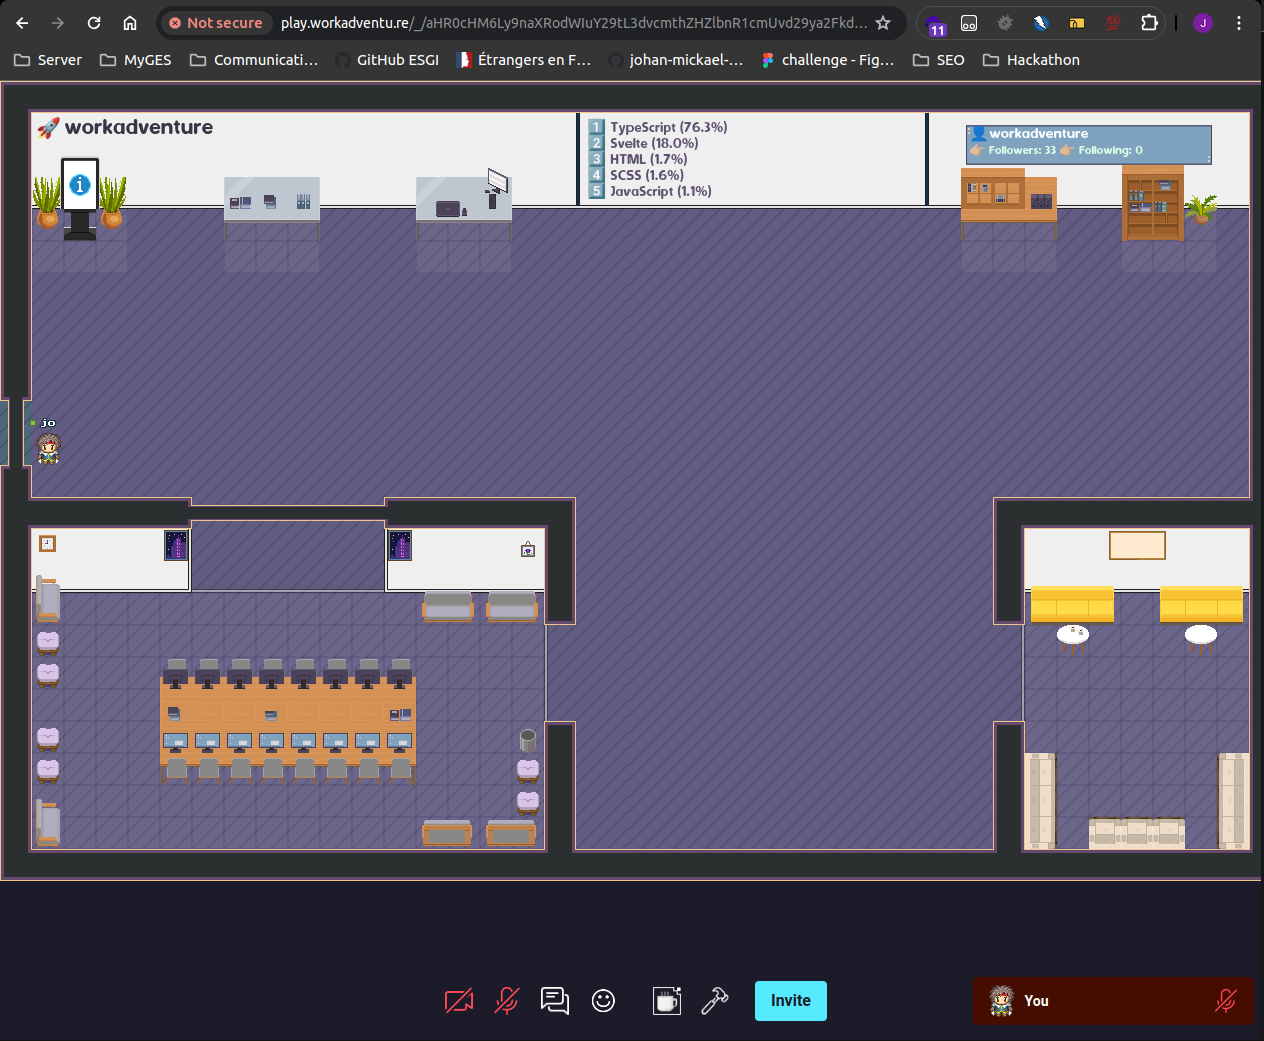 Not secure
play.workadventu.re/_/aHR0cHM6Ly9naXRodWIuY29tL3dvcmthZHZlbnR1cmUvd29ya2Fkd...
11
100
J
Server
MyGES
Communicati...
GitHub ESGI
Étrangers en F...
johan-mickael-...
challenge - Fig...
SEO
Hackathon
workadventure
1 TypeScript (76.3%)
2 Svelte (18.0%)
3 HTML (1.7%)
4 SCSS (1.6%)
5 JavaScript (1.1%)
workadventure
Followers: 33 Following: 0
jo
Invite
You